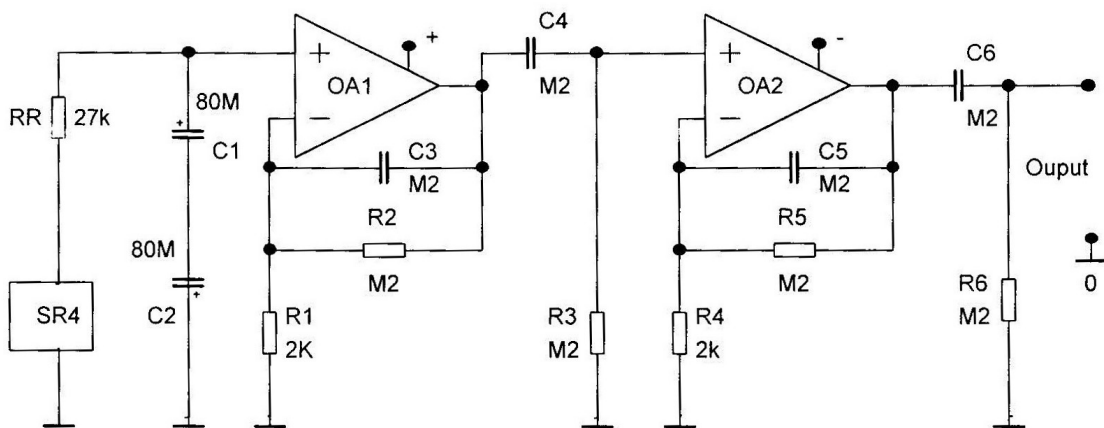 RR
27k
SR4
80M
C1
80M
C2
+
−
OA1
+
C3
M2
R2
M2
R1
2K
C4
M2
R3
M2
+
−
OA2
-
C5
M2
R5
M2
R4
2k
C6
M2
Ouput
R6
M2
0